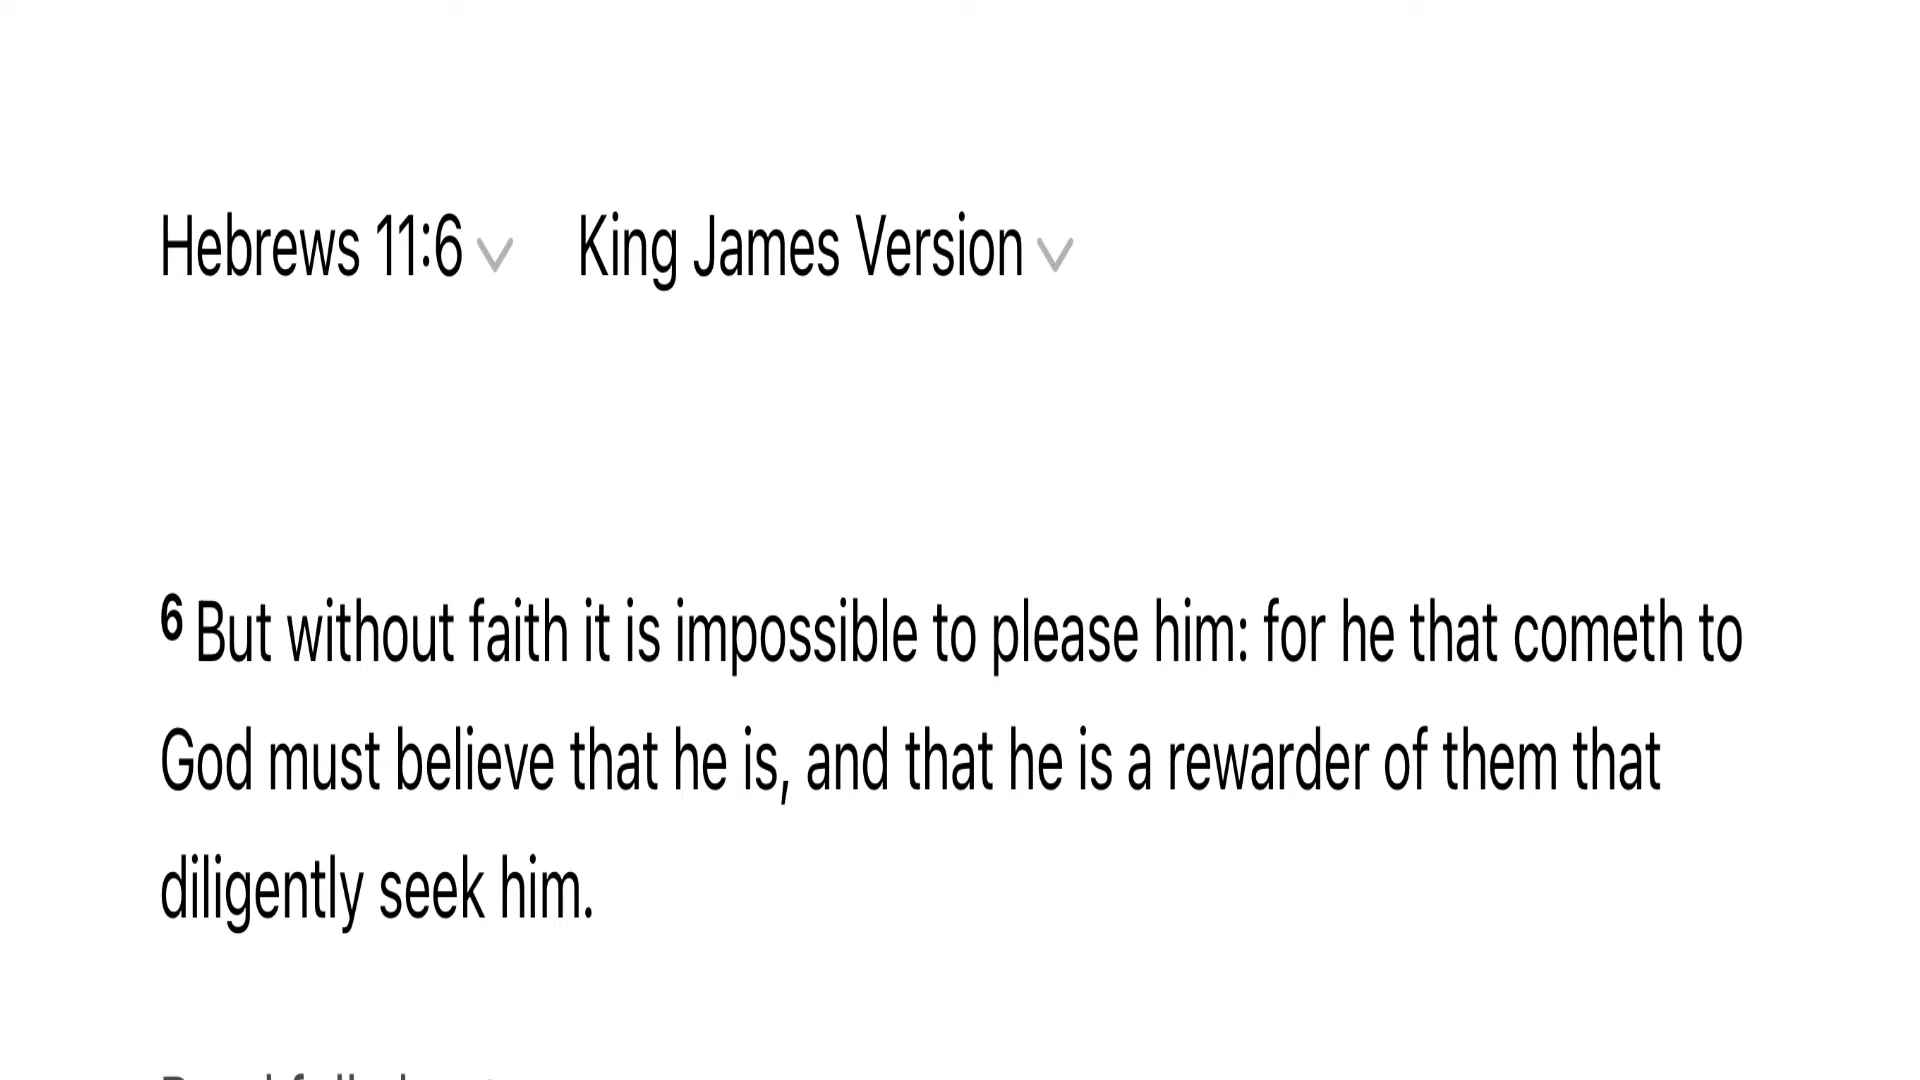 Hebrews 11:6 King James Version
6 But without faith it is impossible to please him: for he that cometh to
God must believe that he is, and that he is a rewarder of them that
diligently seek him.